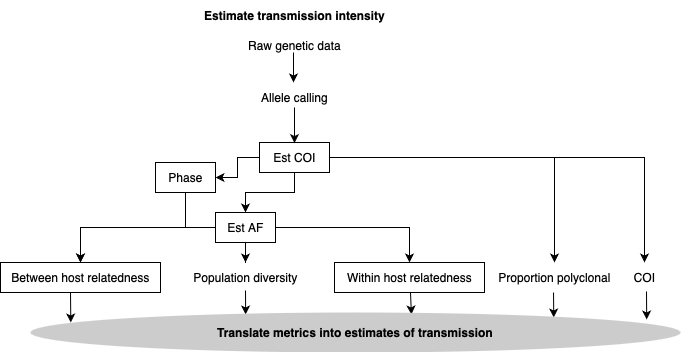 Estimate transmission intensity
Raw genetic data
Allele calling
Est COI
Phase
Est AF
Between host relatedness
Population diversity
Within host relatedness
Proportion polyclonal
COI
Translate metrics into estimates of transmission